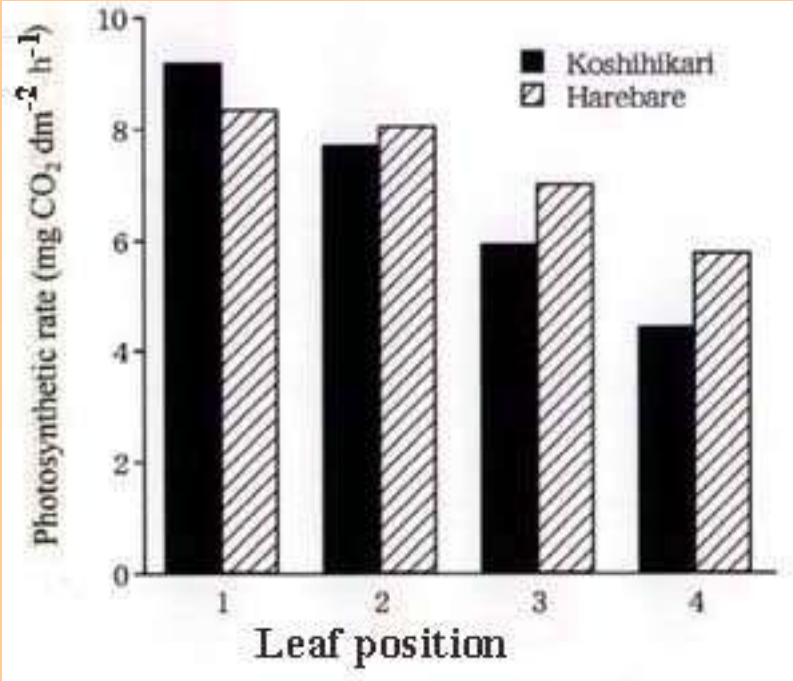 Photosynthetic rate (mg CO₂ dm⁻² h⁻¹)
10
8
6
4
2
0
Koshihikari
Harebare
1 2 3 4
Leaf position